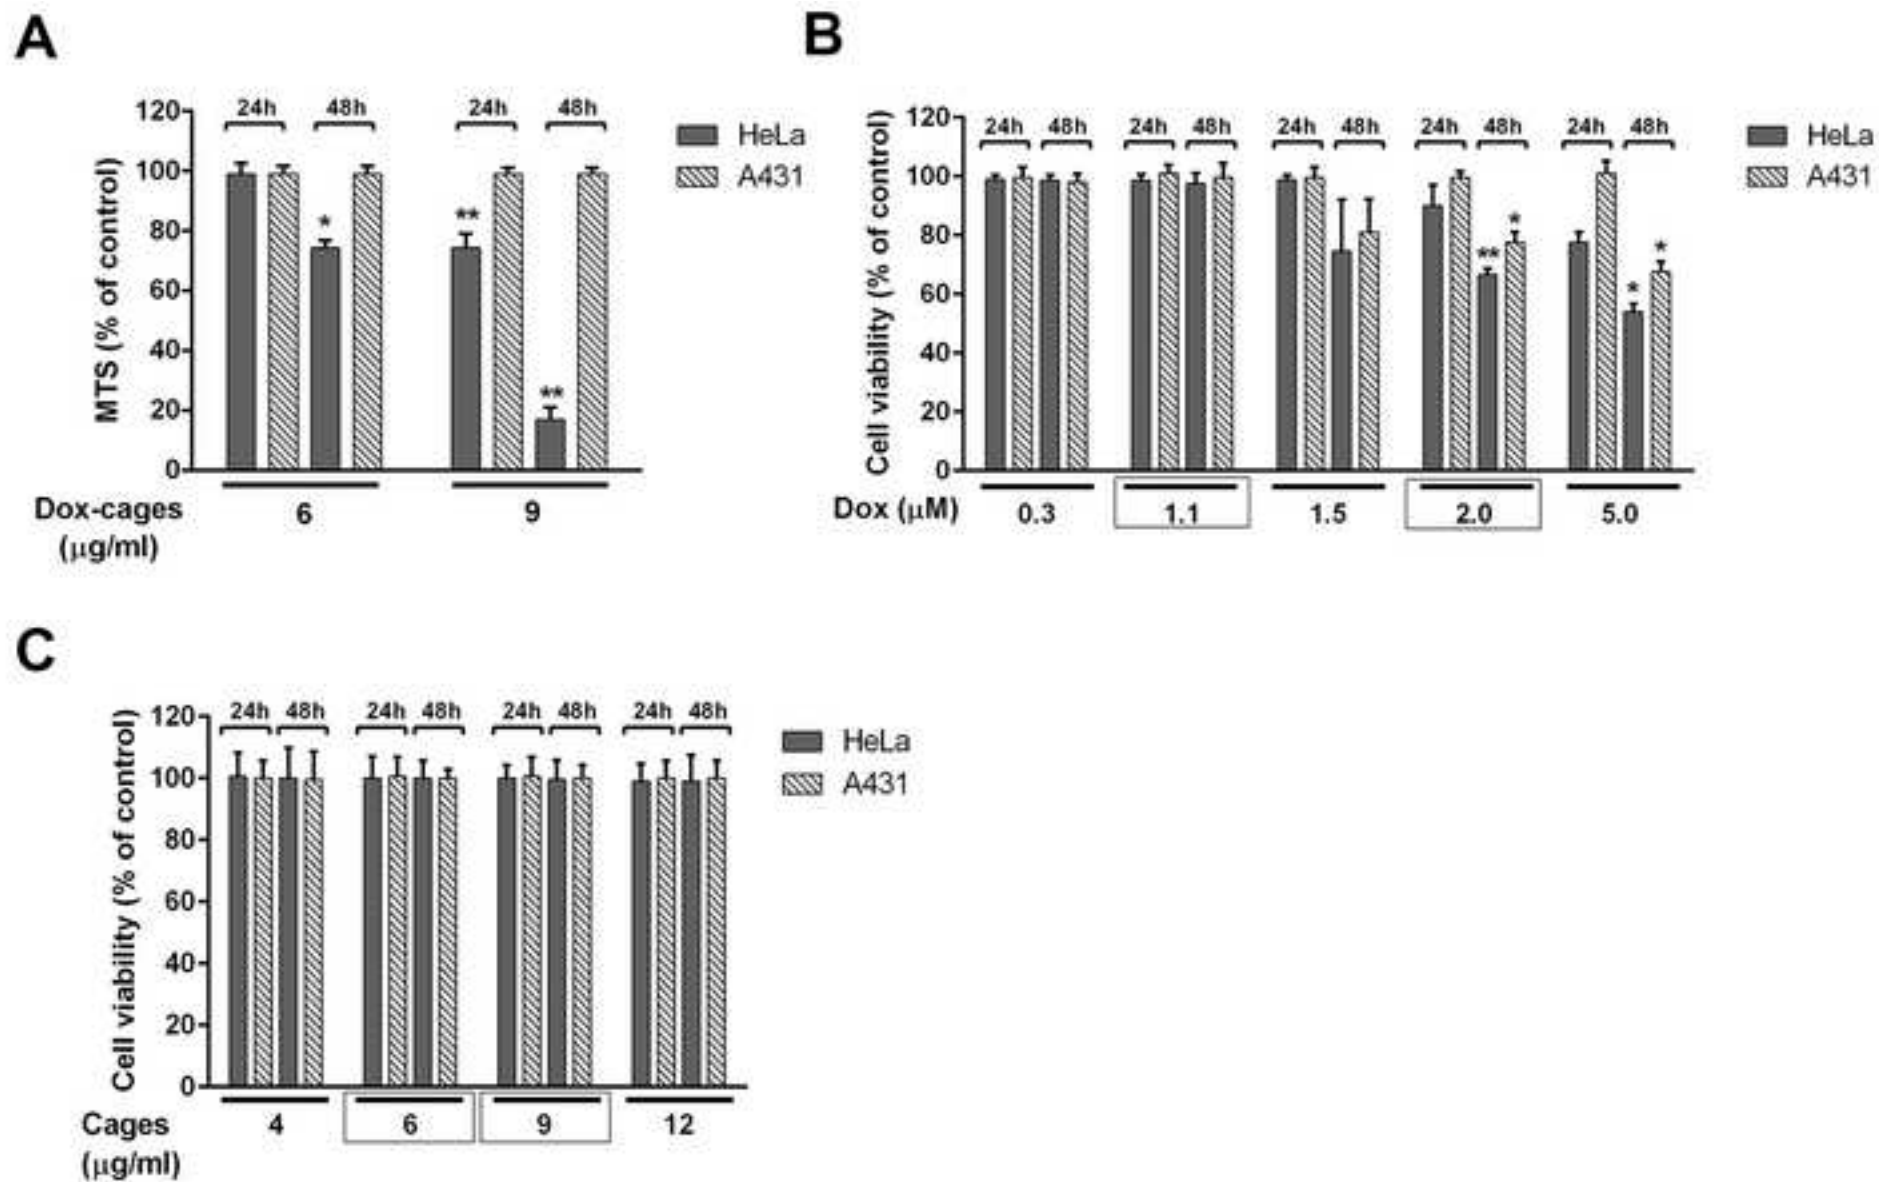 A
MTS (% of control)
120
100
80
60
40
20
0
24h 48h 24h 48h
* ** **
HeLa
A431
Dox-cages 6 9
(μg/ml)
B
Cell viability (% of control)
120
100
80
60
40
20
0
24h 48h 24h 48h 24h 48h 24h 48h 24h 48h
** * * *
HeLa
A431
Dox (μM) 0.3 1.1 1.5 2.0 5.0
C
Cell viability (% of control)
120
100
80
60
40
20
0
24h 48h 24h 48h 24h 48h 24h 48h
HeLa
A431
Cages 4 6 9 12
(μg/ml)